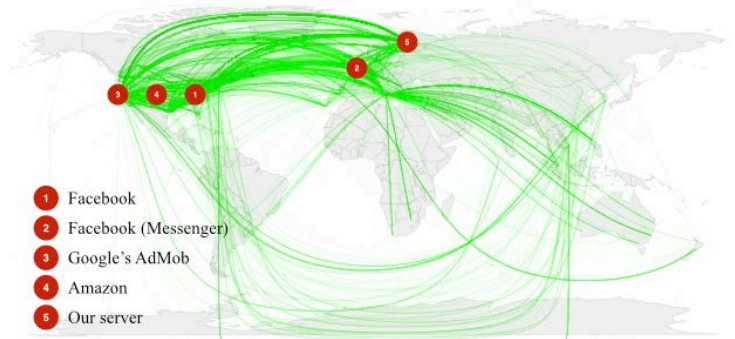 5
2
3
4
1
1 Facebook
2 Facebook (Messenger)
3 Google's AdMob
4 Amazon
5 Our server